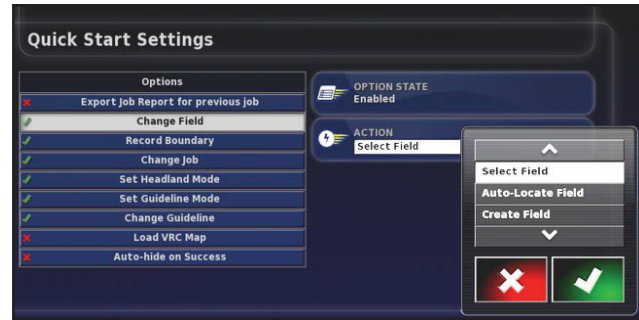 Quick Start Settings
Options
Export Job Report for previous job
Change Field
Record Boundary
Change Job
Set Headland Mode
Set Guideline Mode
Change Guideline
Load VRC Map
Auto-hide on Success
OPTION STATE
Enabled
ACTION
Select Field
Select Field
Auto-Locate Field
Create Field